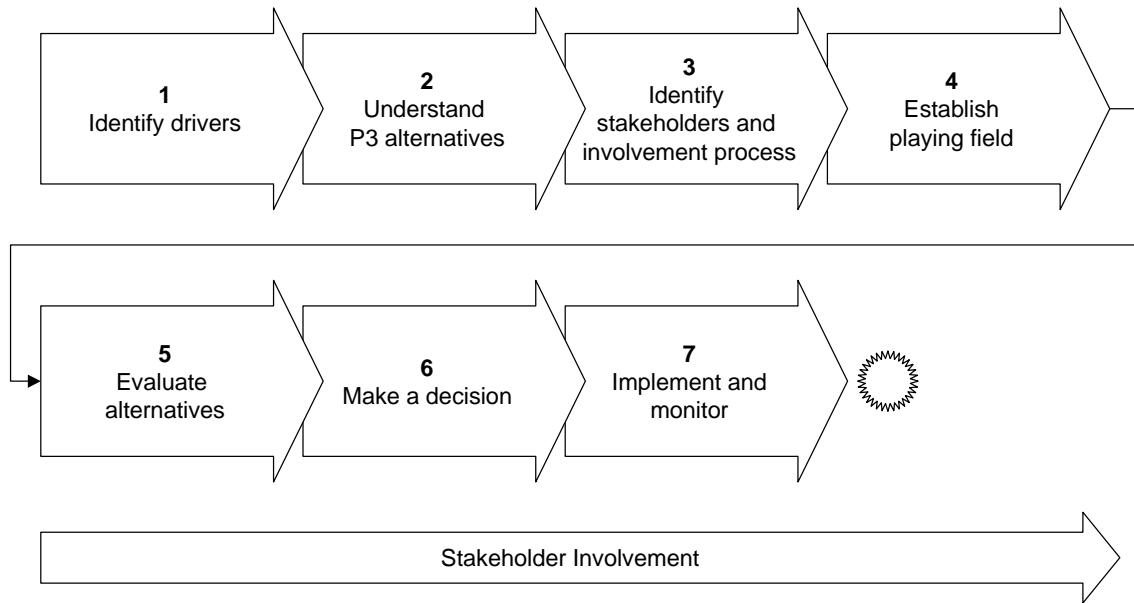 1
Identify drivers
2
Understand
P3 alternatives
3
Identify
stakeholders and
involvement process
4
Establish
playing field
5
Evaluate
alternatives
6
Make a decision
7
Implement and
monitor
Stakeholder Involvement